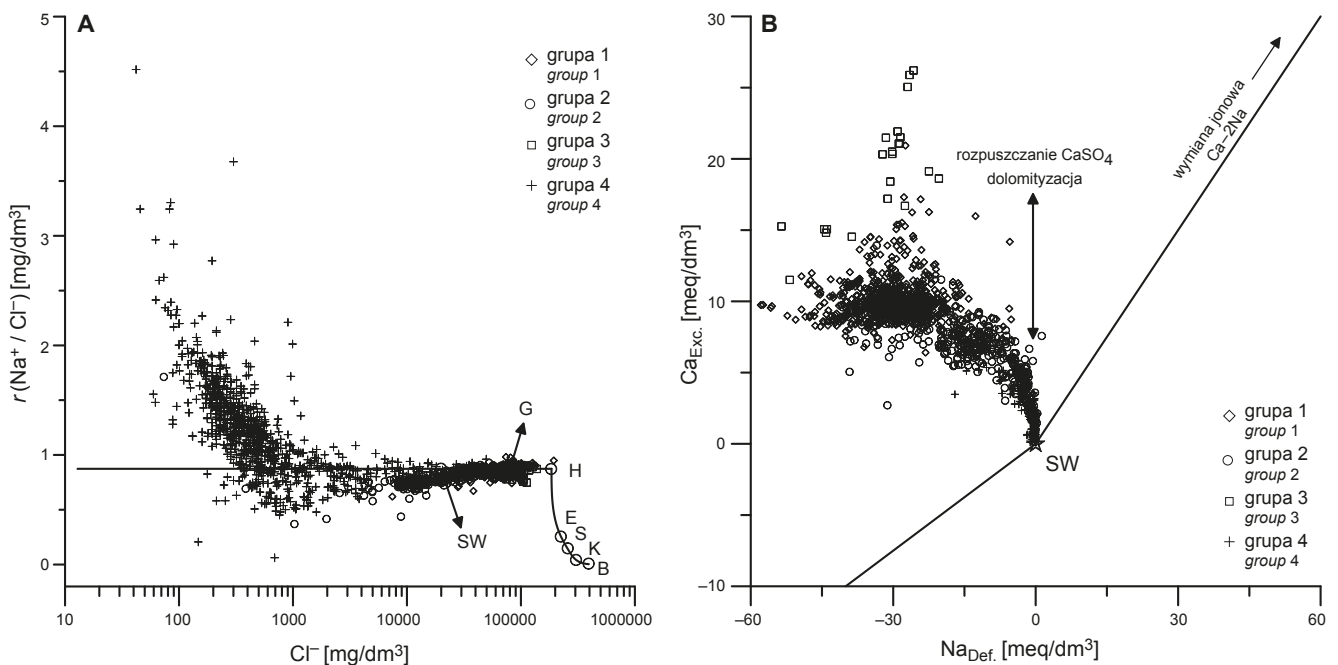 A
5
4
3
2
1
0
r (Na⁺ / Cl⁻) [mg/dm³]
10
100
1000
10000
100000
1000000
Cl⁻ [mg/dm³]
grupa 1
group 1
grupa 2
group 2
grupa 3
group 3
grupa 4
group 4
G
H
SW
E
S
K
B
B
30
20
10
0
−10
CaExc. [meq/dm³]
−60
−30
0
30
60
NaDef. [meq/dm³]
rozpuszczanie CaSO₄
dolomityzacja
wymiana jonowa
Ca−2Na
SW
grupa 1
group 1
grupa 2
group 2
grupa 3
group 3
grupa 4
group 4